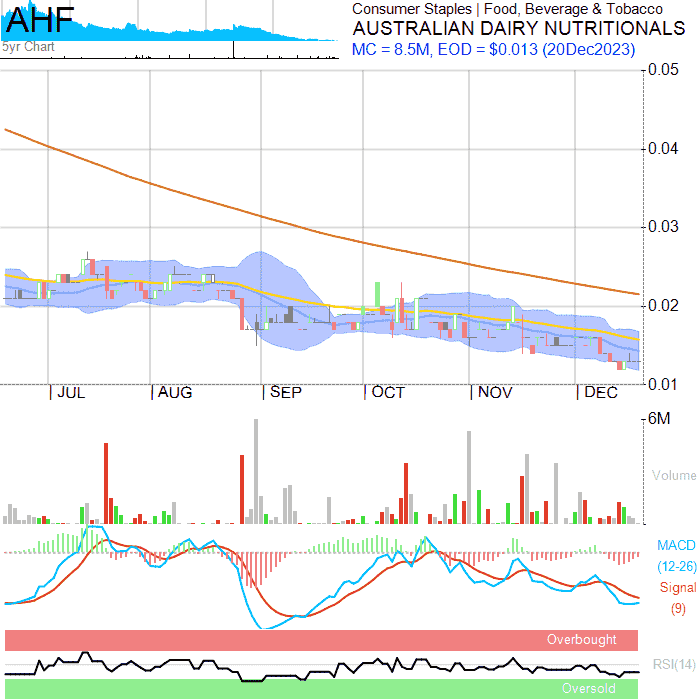 AHF
5yr Chart
Consumer Staples | Food, Beverage & Tobacco
AUSTRALIAN DAIRY NUTRITIONALS
MC = 8.5M, EOD = $0.013 (20Dec2023)
0.05
0.04
0.03
0.02
0.01
JUL
AUG
SEP
OCT
NOV
DEC
6M
Volume
MACD
(12-26)
Signal
(9)
Overbought
RSI(14)
Oversold